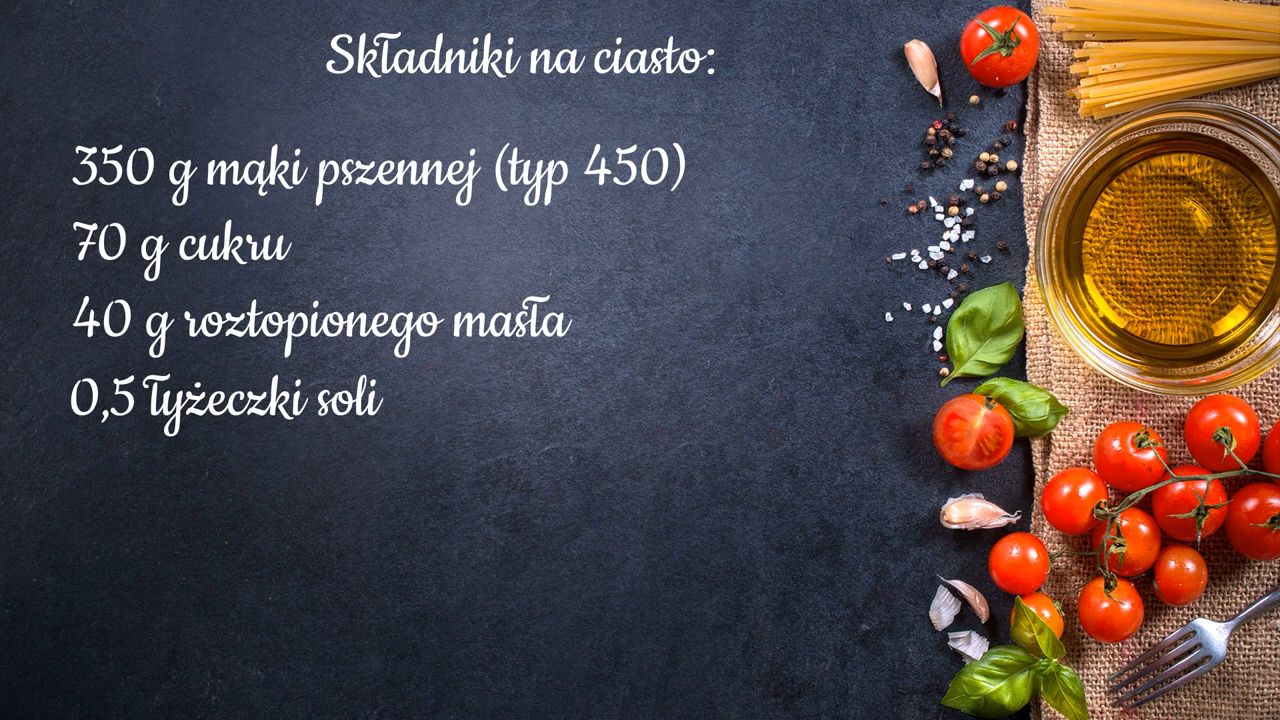 Składniki na ciasto:
350 g mąki pszennej (typ 450)
70 g cukru
40 g roztopionego masła
0,5 łyżeczki soli